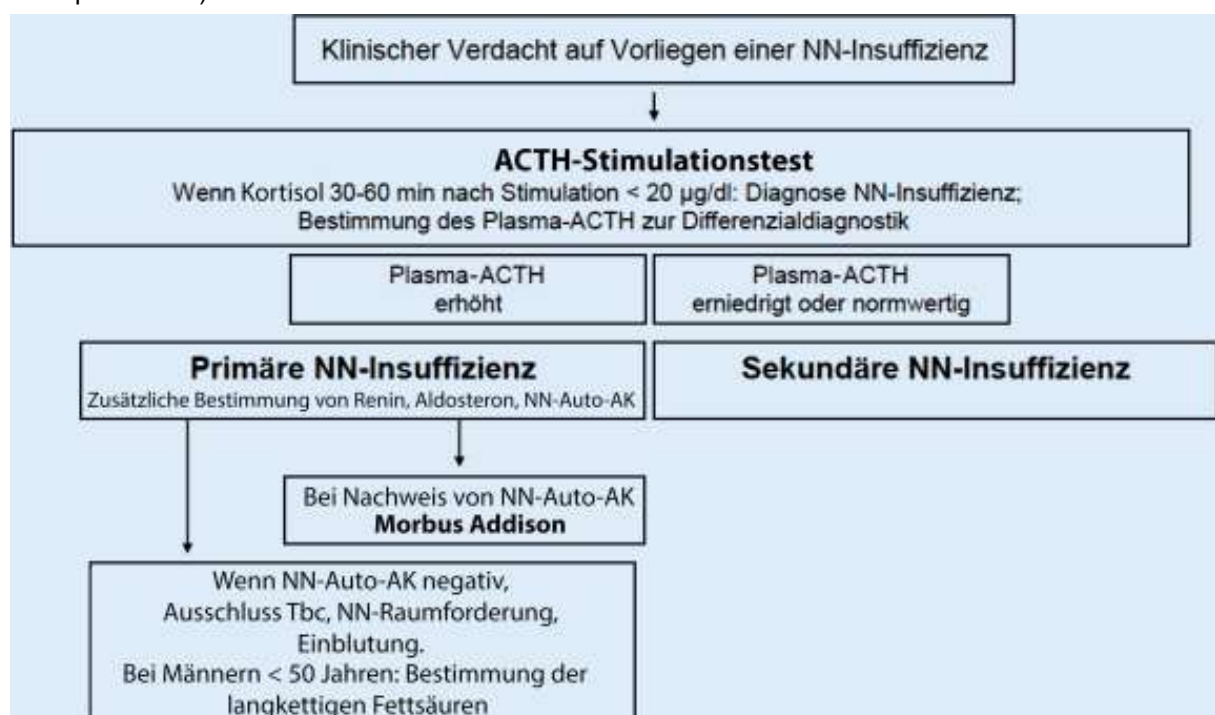 Klinischer Verdacht auf Vorliegen einer NN-Insuffizienz
ACTH-Stimulationstest
Wenn Kortisol 30-60 min nach Stimulation < 20 µg/dl: Diagnose NN-Insuffizienz;
Bestimmung des Plasma-ACTH zur Differenzialdiagnostik
Plasma-ACTH
erhöht
Plasma-ACTH
erniedrigt oder normwertig
Primäre NN-Insuffizienz
Zusätzliche Bestimmung von Renin, Aldosteron, NN-Auto-AK
Sekundäre NN-Insuffizienz
Bei Nachweis von NN-Auto-AK
Morbus Addison
Wenn NN-Auto-AK negativ,
Ausschluss Tbc, NN-Raumforderung,
Einblutung.
Bei Männern < 50 Jahren: Bestimmung der
langkettigen Fettsäuren